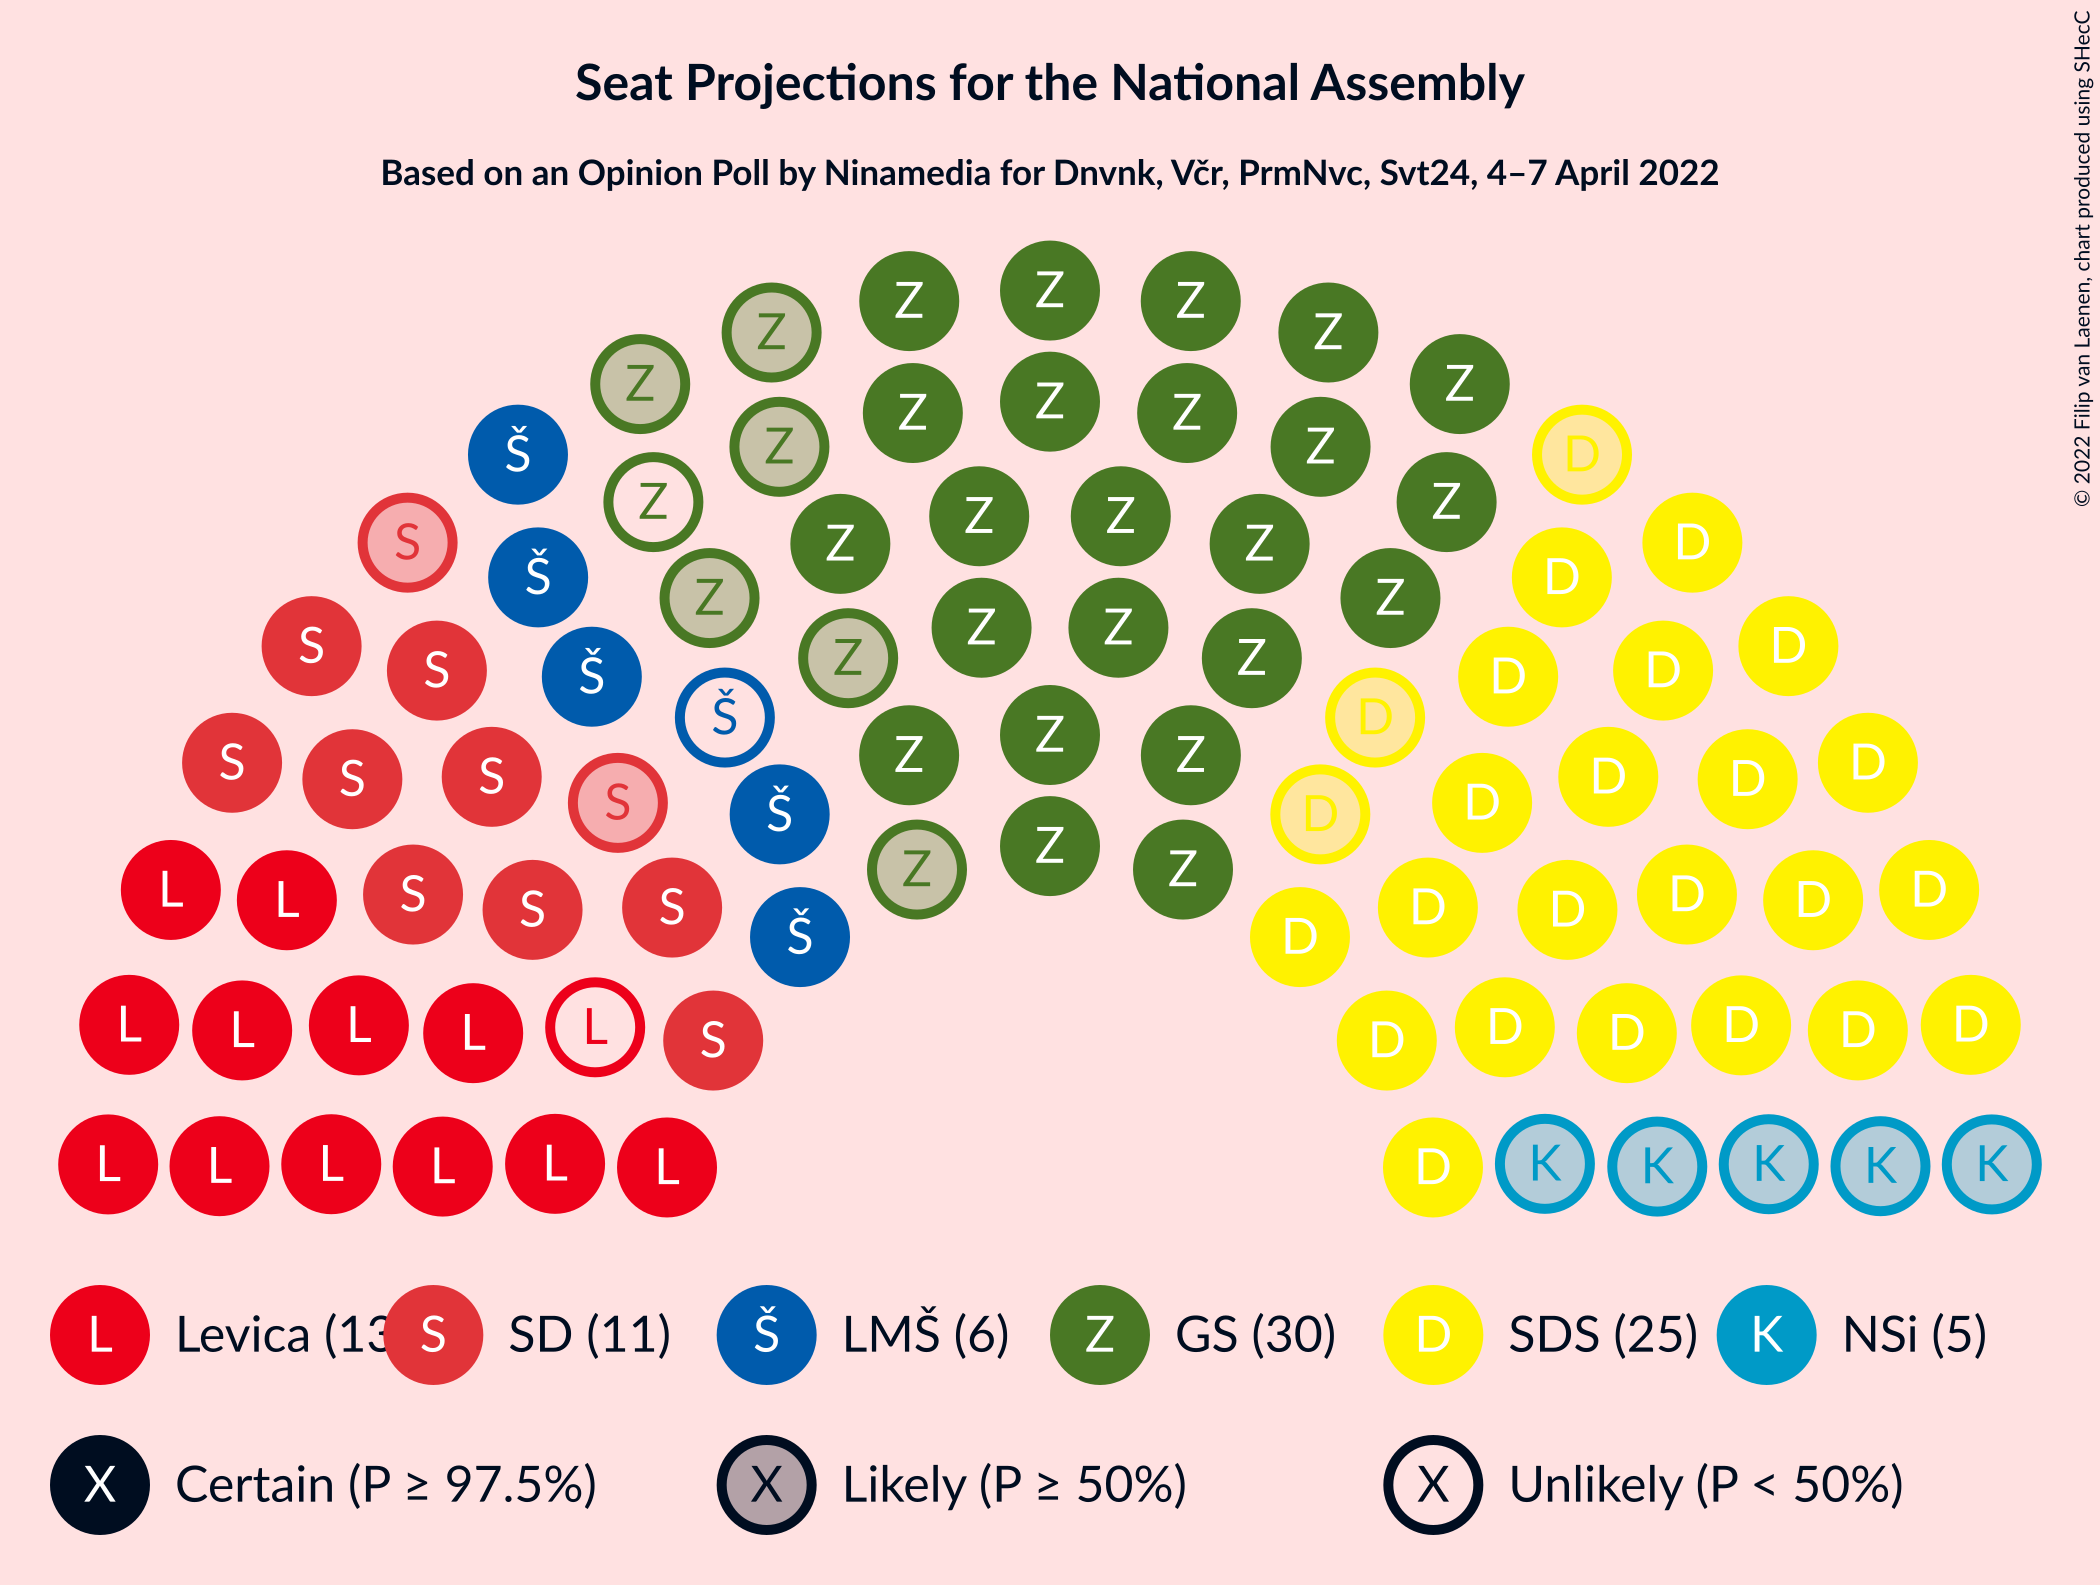 Seat Projections for the National Assembly
Based on an Opinion Poll by Ninamedia for Dnvnk, Včr, PrmNvc, Svt24, 4–7 April 2022
© 2022 Filip van Laenen, chart produced using SHecC
Z Z Z
Z Z
Z Z
Z Z Z
Š D
Z Z
Z Z
Z Z
S Z Z D
Š Z Z D
S Š Z Z Z Z Š D D D
S S Š Z Z D D D
S S S Š Z Z Z D D D D
S S Š D D D
L L S S S Z Z Z D D D D D
Š D
L L L L L S D D D D D D
L L L L L L D K K K K K
L Levica (13 S SD (11) Š LMŠ (6) Z GS (30) D SDS (25) K NSi (5)
X Certain (P ≥ 97.5%) X Likely (P ≥ 50%) X Unlikely (P < 50%)